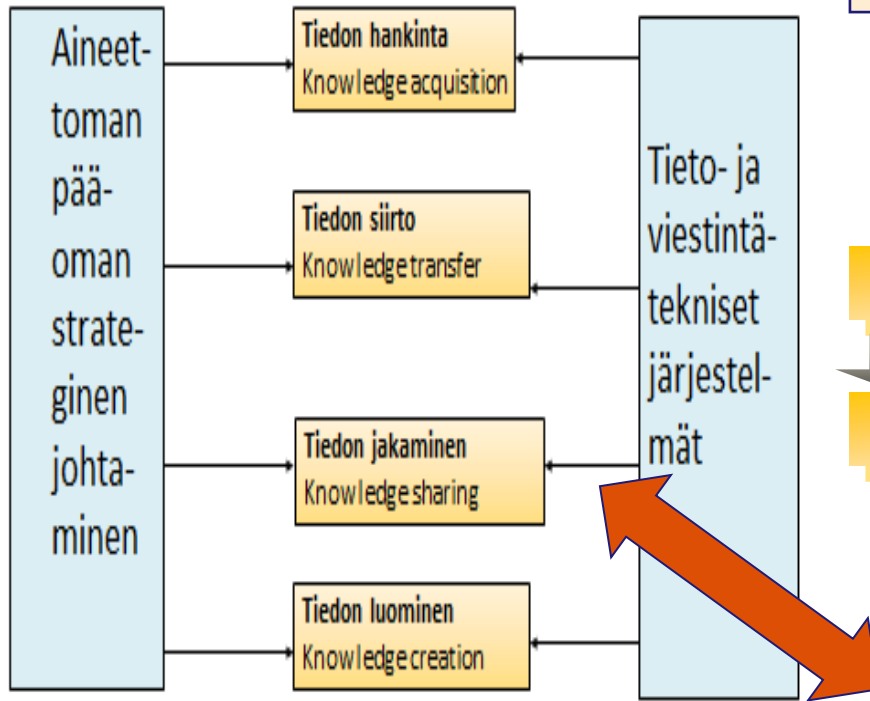 Aineet-
toman
pää-
oman
strate-
ginen
johta-
minen
Tiedon hankinta
Knowledge acquisition
Tiedon siirto
Knowledge transfer
Tiedon jakaminen
Knowledge sharing
Tiedon luominen
Knowledge creation
Tieto- ja
viestintä-
tekniset
järjestel-
mät